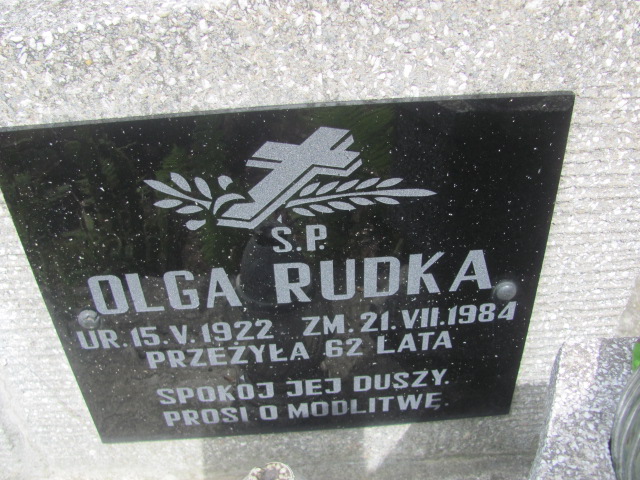 S.P.
OLGA RUDKA
UR. 15.V.1922 ZM. 21.VII.1984
PRZEŻYŁA 62 LATA
SPOKÓJ JEJ DUSZY.
PROSI O MODLITWĘ.